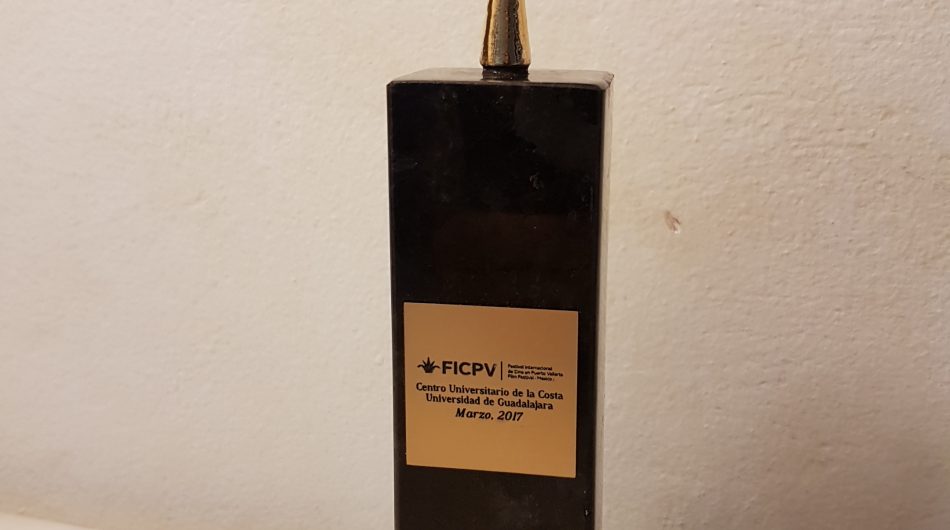 FICPV
Festival Internacional
de Cine en Puerto Vallarta
Film Festival · Mexico
Centro Universitario de la Costa
Universidad de Guadalajara
Marzo, 2017